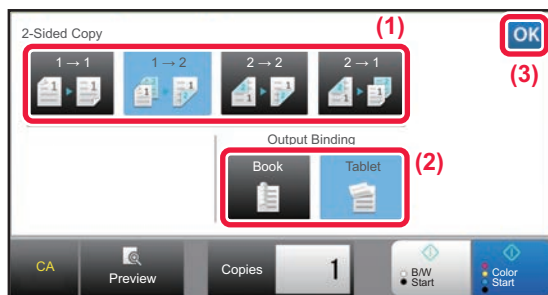 2-Sided Copy
(1)
OK
(3)
1 → 1
1 → 2
2 → 2
2 → 1
Output Binding
Book
Tablet
(2)
CA
Preview
Copies
1
B/W
Start
Color
Start